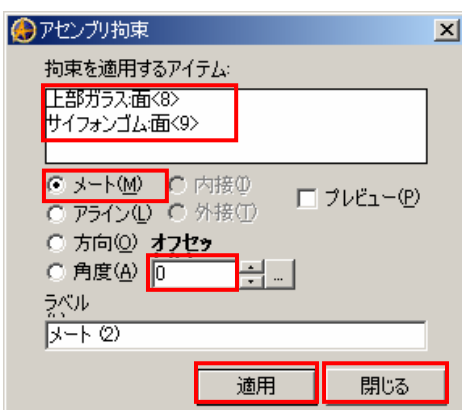 アセンブリ拘束
拘束を適用するアイテム:
上部ガラス:面<8>
サイフォンゴム:面<9>
メート(M) 内接(I)
プレビュー(P)
アライン(L) 外接(T)
方向(O) オフセッ
角度(A) 0 ...
ラベル
メート (2)
適用 閉じる